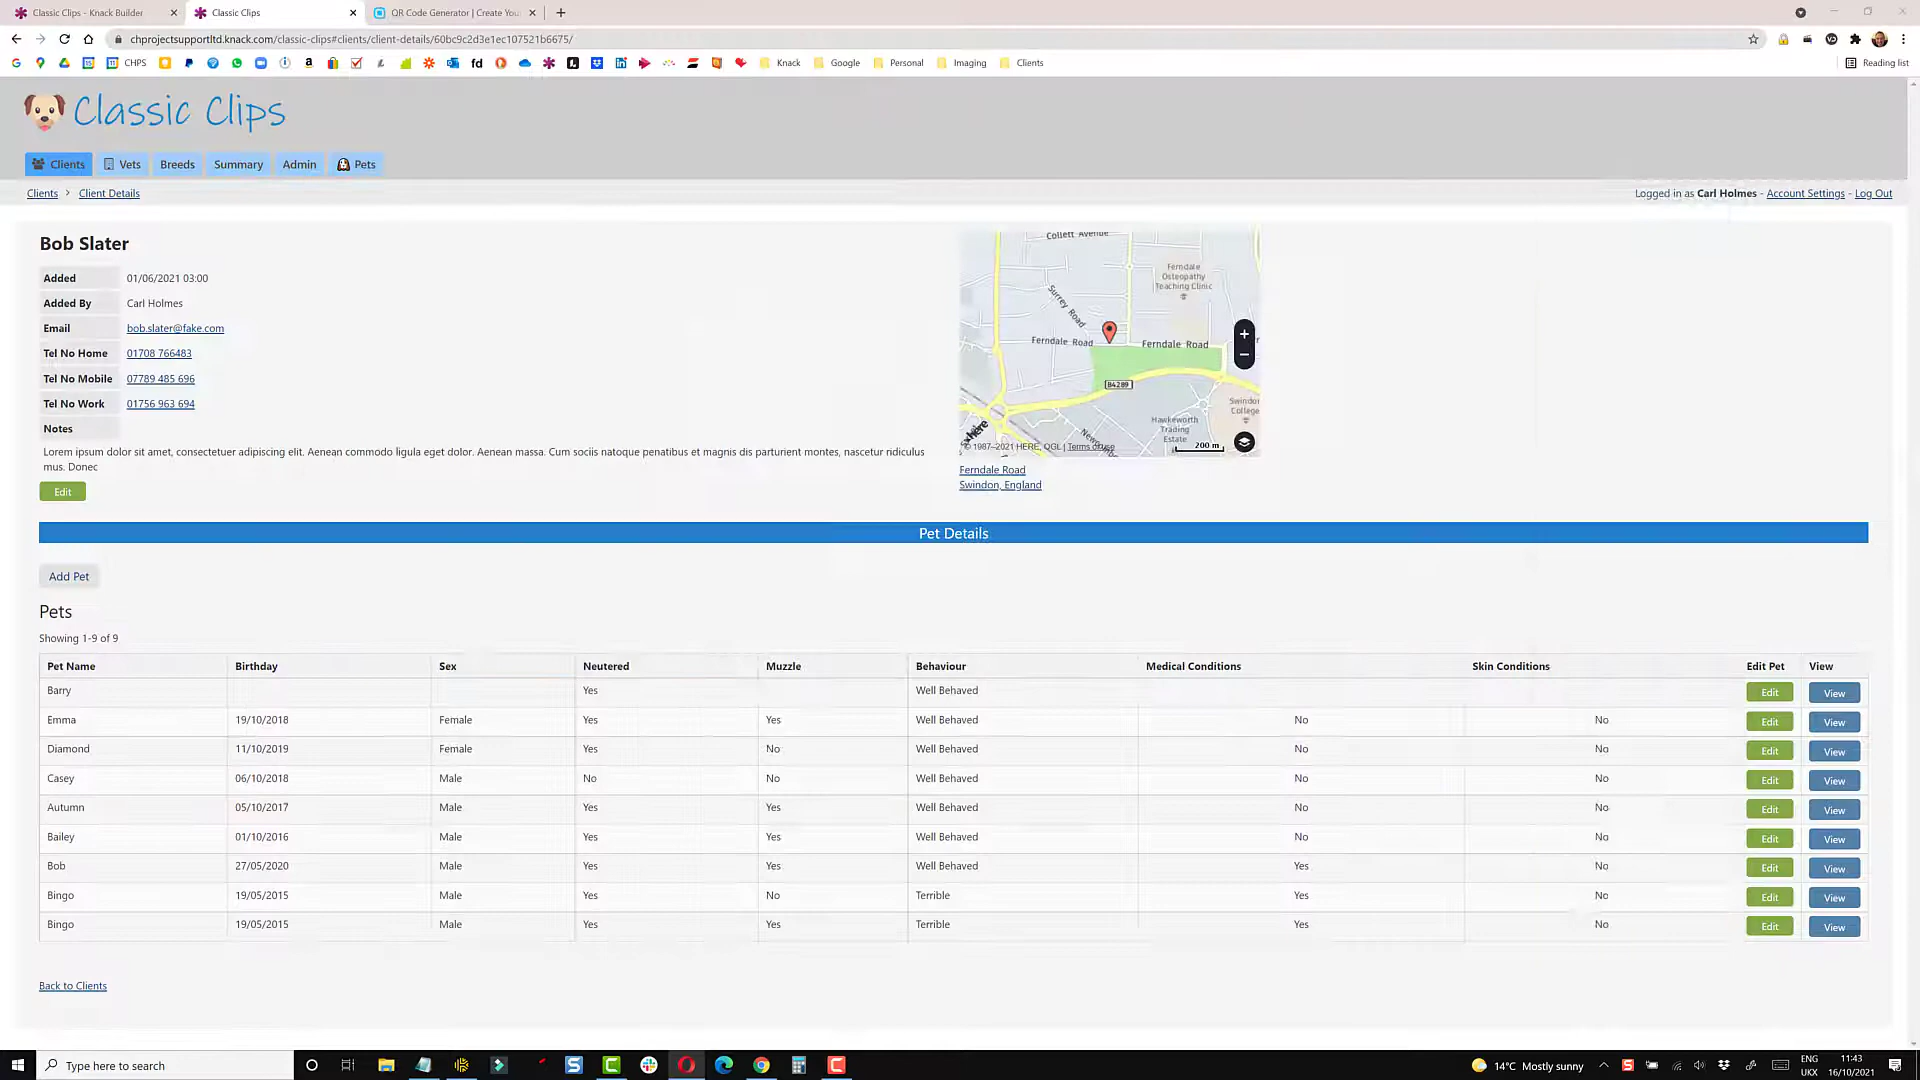 Classic Clips - Knack Builder
Classic Clips
QR Code Generator | Create You
chprojectsupportltd.knack.com/classic-clips#clients/client-details/60bc9c2d3e1ec107521b6675/
CHPS
Knack
Google
Personal
Imaging
Clients
Reading list
Classic Clips
Clients
Vets
Breeds
Summary
Admin
Pets
Clients > Client Details
Logged in as Carl Holmes - Account Settings - Log Out
Bob Slater
Added 01/06/2021 03:00
Added By Carl Holmes
Email bob.slater@fake.com
Tel No Home 01708 766483
Tel No Mobile 07789 485 696
Tel No Work 01756 963 694
Notes
Lorem ipsum dolor sit amet, consectetuer adipiscing elit. Aenean commodo ligula eget dolor. Aenean massa. Cum sociis natoque penatibus et magnis dis parturient montes, nascetur ridiculus
mus. Donec
Edit
Collett Avenue
Ferndale
Osteopathy
Teaching Clinic
Surrey Road
Ferndale Road
Ferndale Road
B4289
Swindon
College
Hawkeworth
Trading
Estate
here
200 m
© 1987–2021 HERE, OGL | Terms of use
Ferndale Road
Swindon, England
Pet Details
Add Pet
Pets
Showing 1-9 of 9
Pet Name Birthday Sex Neutered Muzzle Behaviour Medical Conditions Skin Conditions Edit Pet View
Barry Yes Well Behaved Edit View
Emma 19/10/2018 Female Yes Yes Well Behaved No No Edit View
Diamond 11/10/2019 Female Yes No Well Behaved No No Edit View
Casey 06/10/2018 Male No No Well Behaved No No Edit View
Autumn 05/10/2017 Male Yes Yes Well Behaved No No Edit View
Bailey 01/10/2016 Male Yes Yes Well Behaved No No Edit View
Bob 27/05/2020 Male Yes Yes Well Behaved Yes No Edit View
Bingo 19/05/2015 Male Yes No Terrible Yes No Edit View
Bingo 19/05/2015 Male Yes Yes Terrible Yes No Edit View
Back to Clients
Type here to search
14°C Mostly sunny
ENG
UKX
11:43
16/10/2021